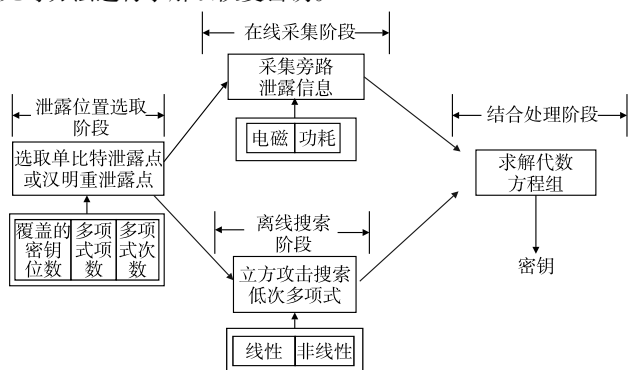 在线采集阶段
采集旁路
泄露信息
电磁 功耗
泄露位置选取
阶段
选取单比特泄露点
或汉明重泄露点
覆盖的 多项 多项
密钥 式项 式次
位数 数 数
离线搜索
阶段
立方攻击搜索
低次多项式
线性 非线性
结合处理阶段
求解代数
方程组
密钥